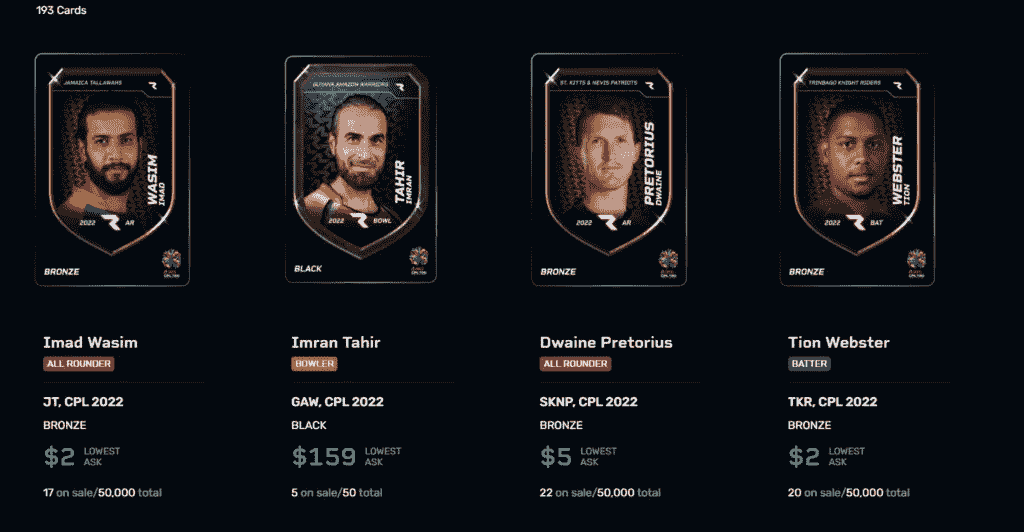 193 Cards
JAMAICA TALLAWAHS
WASIM
IMAD
2022 AR
BRONZE
GUYANA AMAZON WARRIORS
TAHIR
IMRAN
2022 BOWL
BLACK
ST. KITTS & NEVIS PATRIOTS
PRETORIUS
DWAINE
2022 AR
BRONZE
TRINBAGO KNIGHT RIDERS
WEBSTER
TION
2022 BAT
BRONZE
Imad Wasim
ALL ROUNDER
JT, CPL 2022
BRONZE
$2 LOWEST
ASK
17 on sale/50,000 total
Imran Tahir
BOWLER
GAW, CPL 2022
BLACK
$159 LOWEST
ASK
5 on sale/50 total
Dwaine Pretorius
ALL ROUNDER
SKNP, CPL 2022
BRONZE
$5 LOWEST
ASK
22 on sale/50,000 total
Tion Webster
BATTER
TKR, CPL 2022
BRONZE
$2 LOWEST
ASK
20 on sale/50,000 total